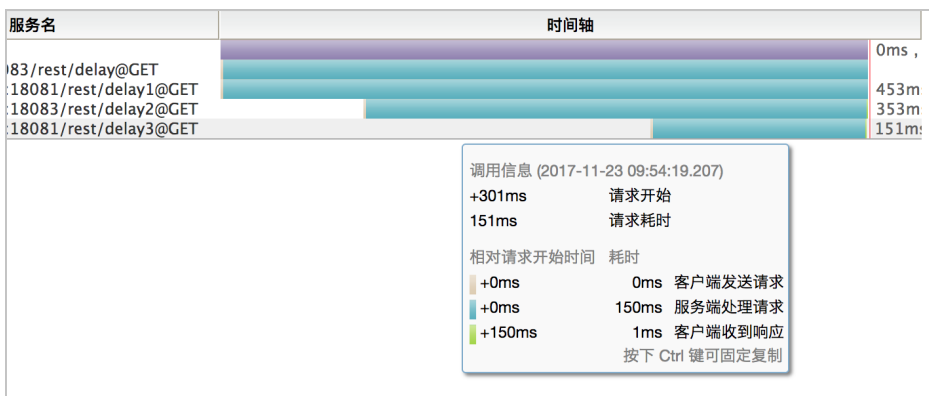 服务名 时间轴
0ms ,
83/rest/delay@GET
:18081/rest/delay1@GET 453m
:18083/rest/delay2@GET 353m
:18081/rest/delay3@GET 151ms
调用信息 (2017-11-23 09:54:19.207)
+301ms 请求开始
151ms 请求耗时
相对请求开始时间 耗时
+0ms 0ms 客户端发送请求
+0ms 150ms 服务端处理请求
+150ms 1ms 客户端收到响应
按下 Ctrl 键可固定复制